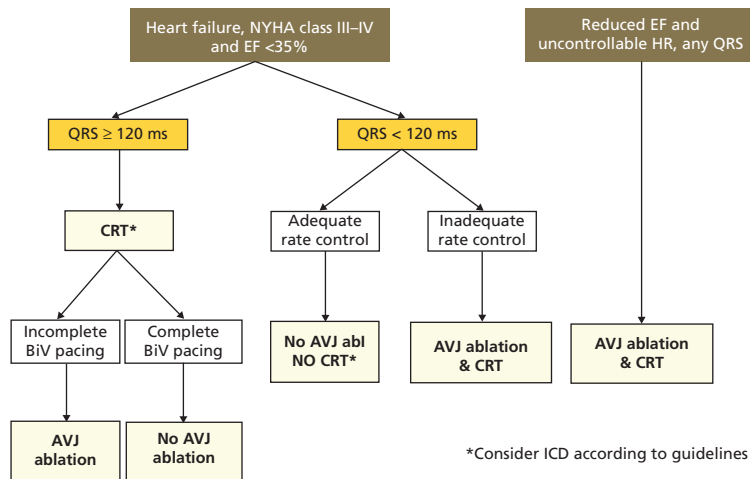 Heart failure, NYHA class III–IV
and EF <35%
Reduced EF and
uncontrollable HR, any QRS
QRS ≥ 120 ms
QRS < 120 ms
CRT*
Adequate
rate control
Inadequate
rate control
Incomplete
BiV pacing
Complete
BiV pacing
No AVJ abl
NO CRT*
AVJ ablation
& CRT
AVJ ablation
& CRT
AVJ
ablation
No AVJ
ablation
*Consider ICD according to guidelines